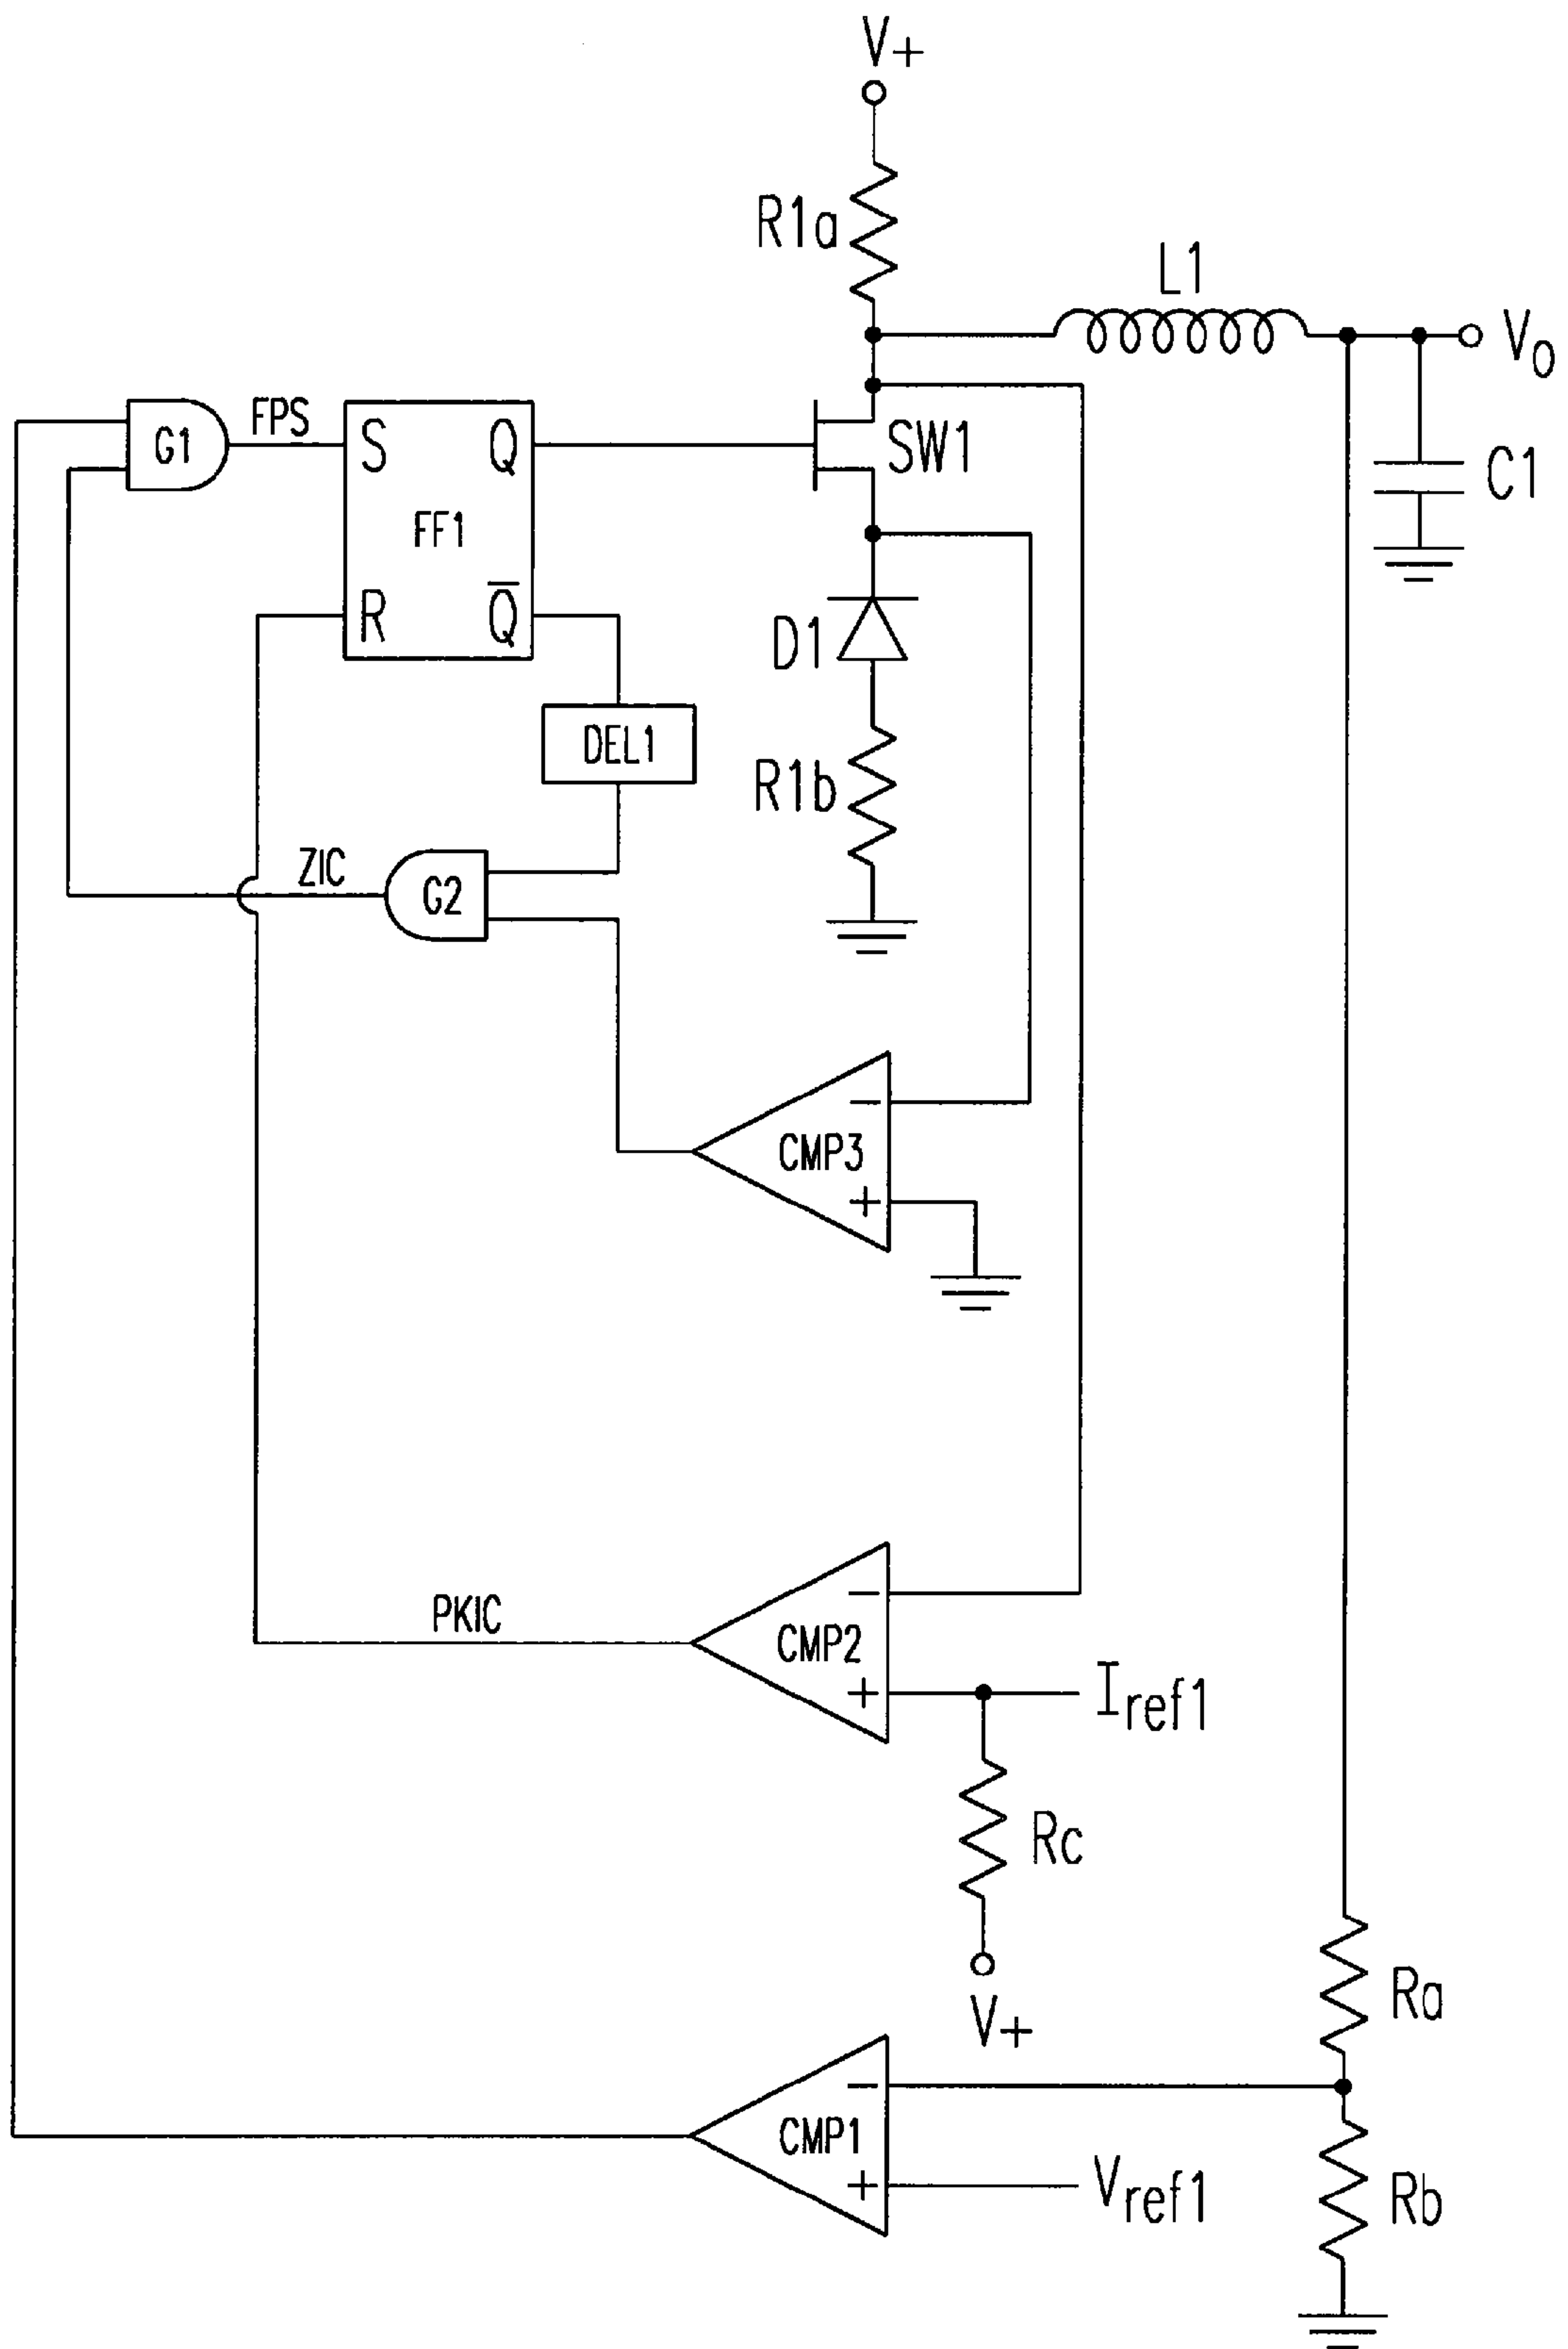 V+
R1a
L1
Vo
G1
FPS
S
Q
FF1
R
Q̅
SW1
C1
D1
DEL1
R1b
ZIC
G2
−
CMP3
+
PKIC
−
CMP2
+
Iref1
Rc
V+
Ra
−
CMP1
+
Vref1
Rb